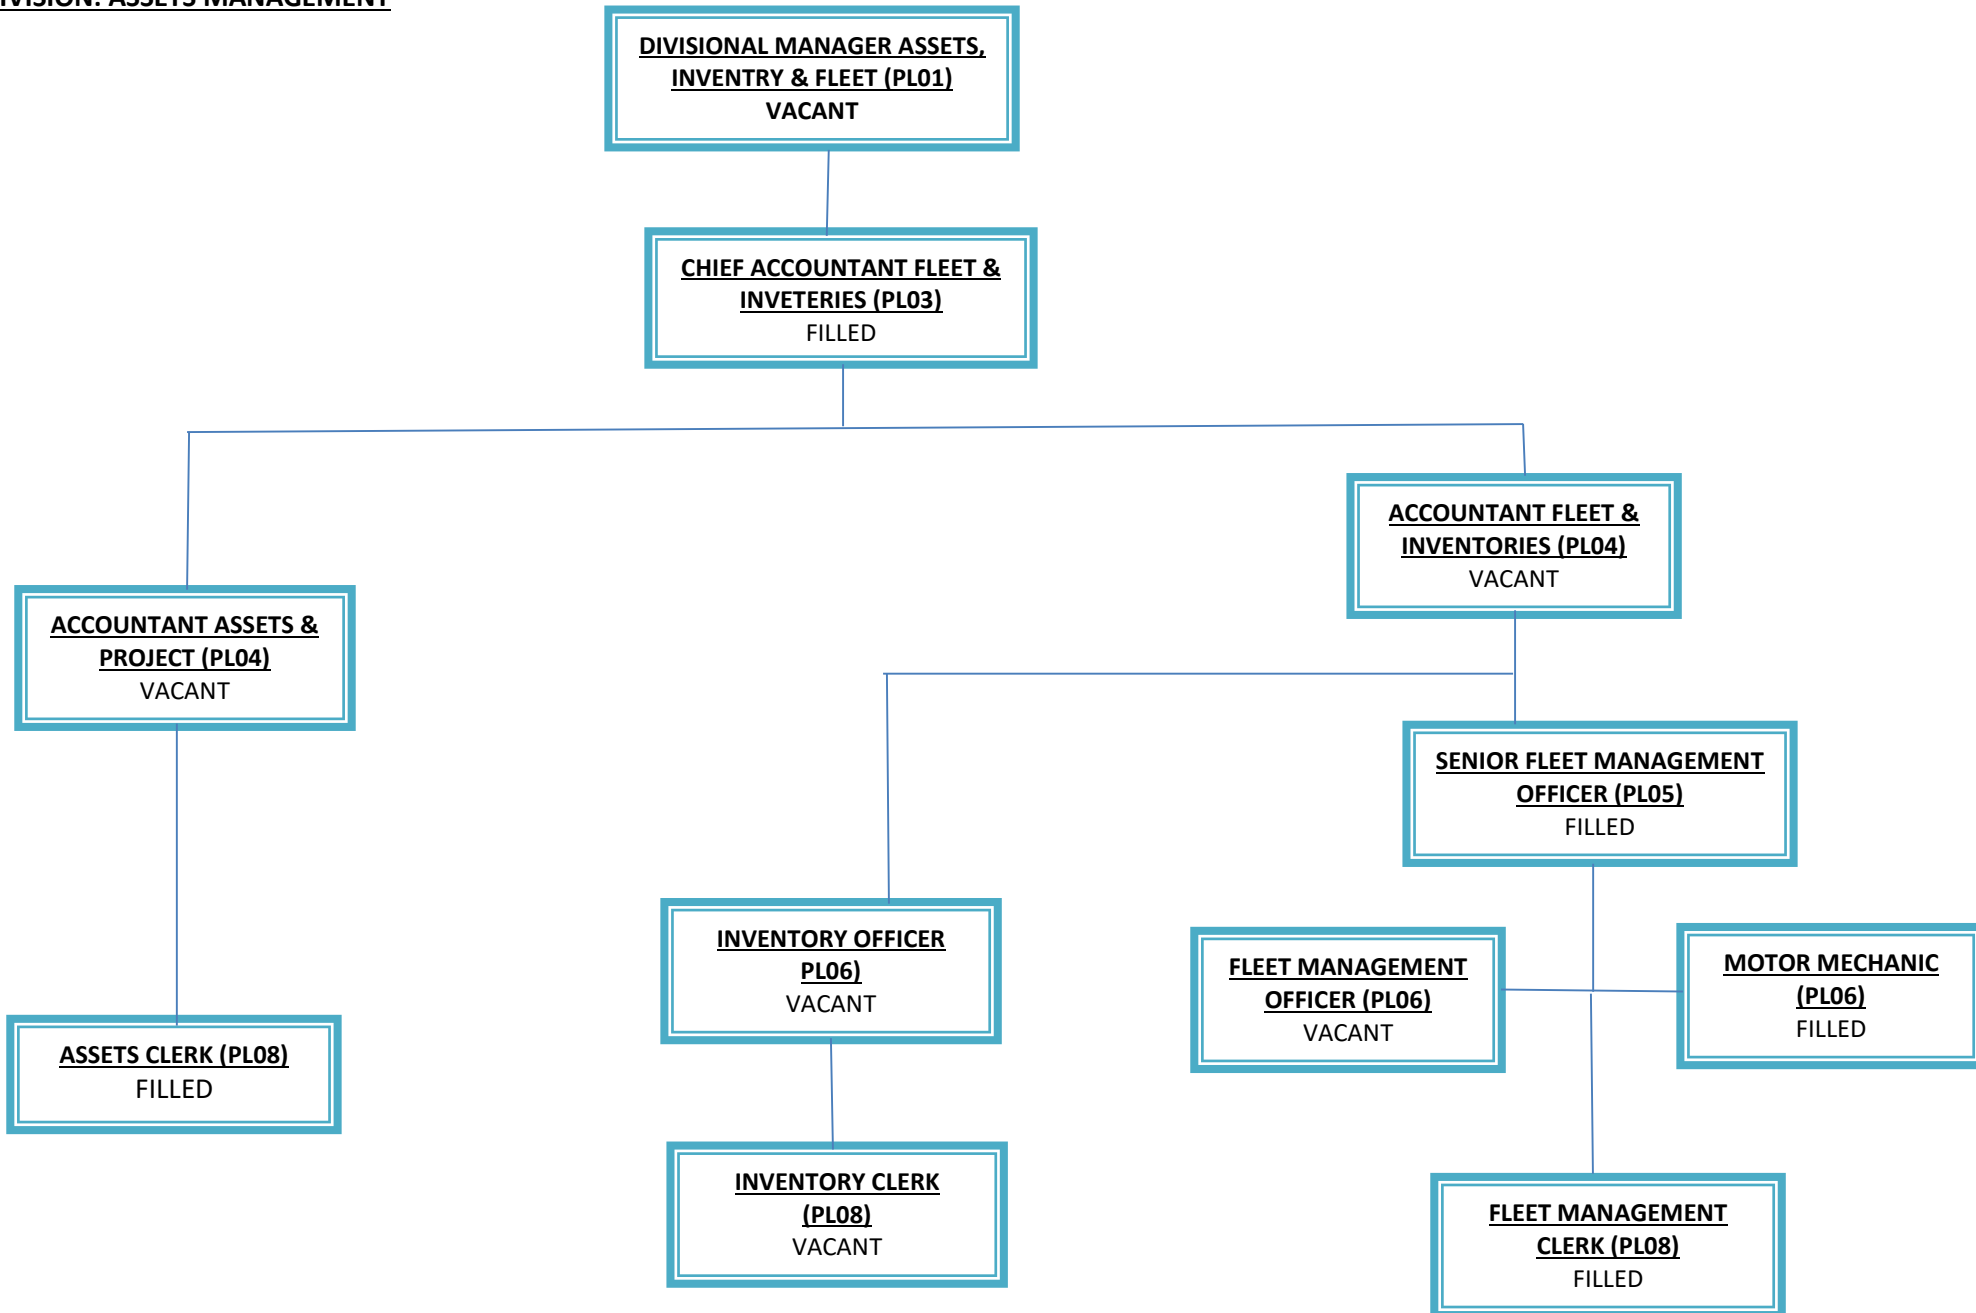 ASSETS MANAGEMENT
DIVISIONAL MANAGER ASSETS,
INVENTRY & FLEET (PL01)
VACANT
CHIEF ACCOUNTANT FLEET &
INVETERIES (PL03)
FILLED
ACCOUNTANT FLEET &
INVENTORIES (PL04)
VACANT
ACCOUNTANT ASSETS &
PROJECT (PL04)
VACANT
SENIOR FLEET MANAGEMENT
OFFICER (PL05)
FILLED
INVENTORY OFFICER
PL06)
VACANT
FLEET MANAGEMENT
OFFICER (PL06)
VACANT
MOTOR MECHANIC
(PL06)
FILLED
ASSETS CLERK (PL08)
FILLED
INVENTORY CLERK
(PL08)
VACANT
FLEET MANAGEMENT
CLERK (PL08)
FILLED